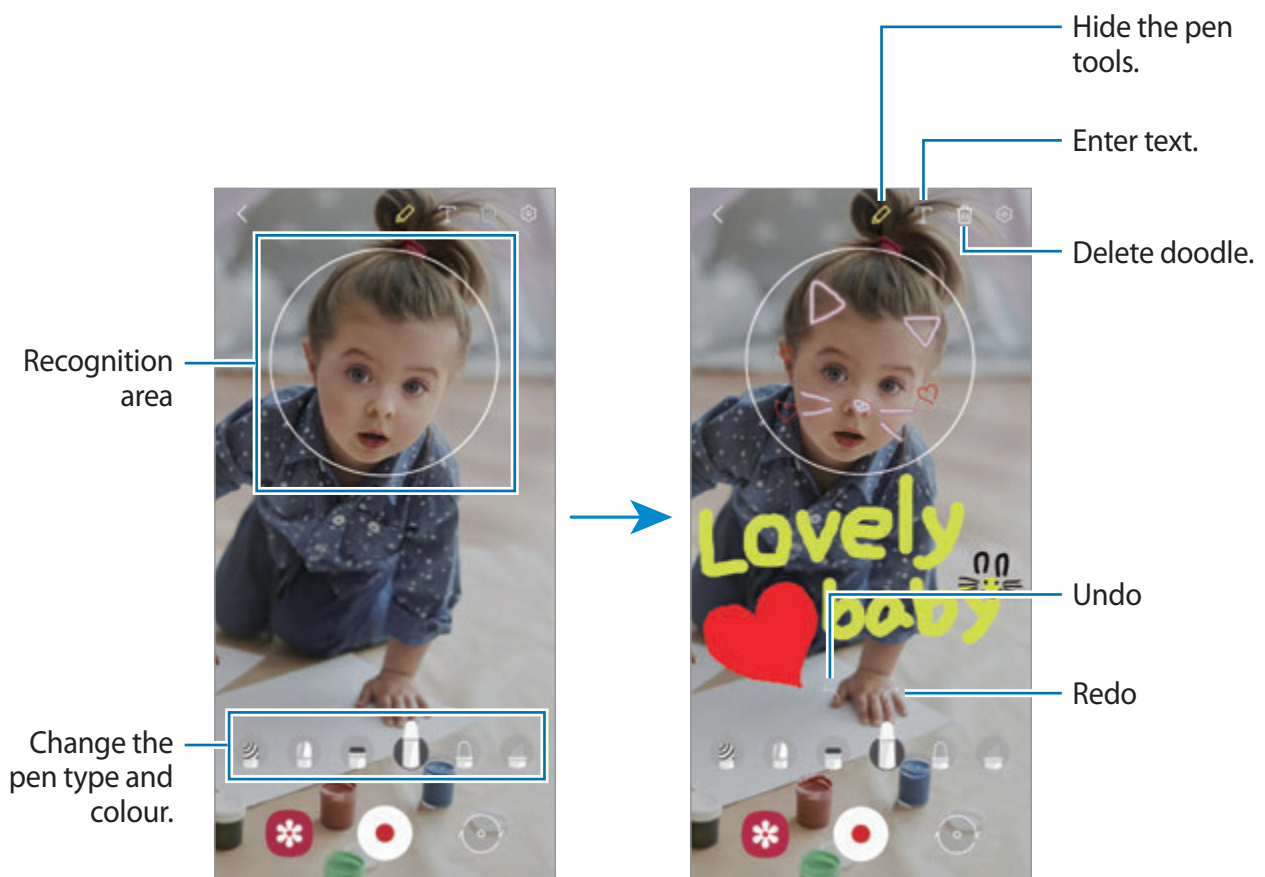 Hide the pen
tools.
Enter text.
Delete doodle.
Recognition
area
Lovely
baby
Undo
Redo
Change the
pen type and
colour.